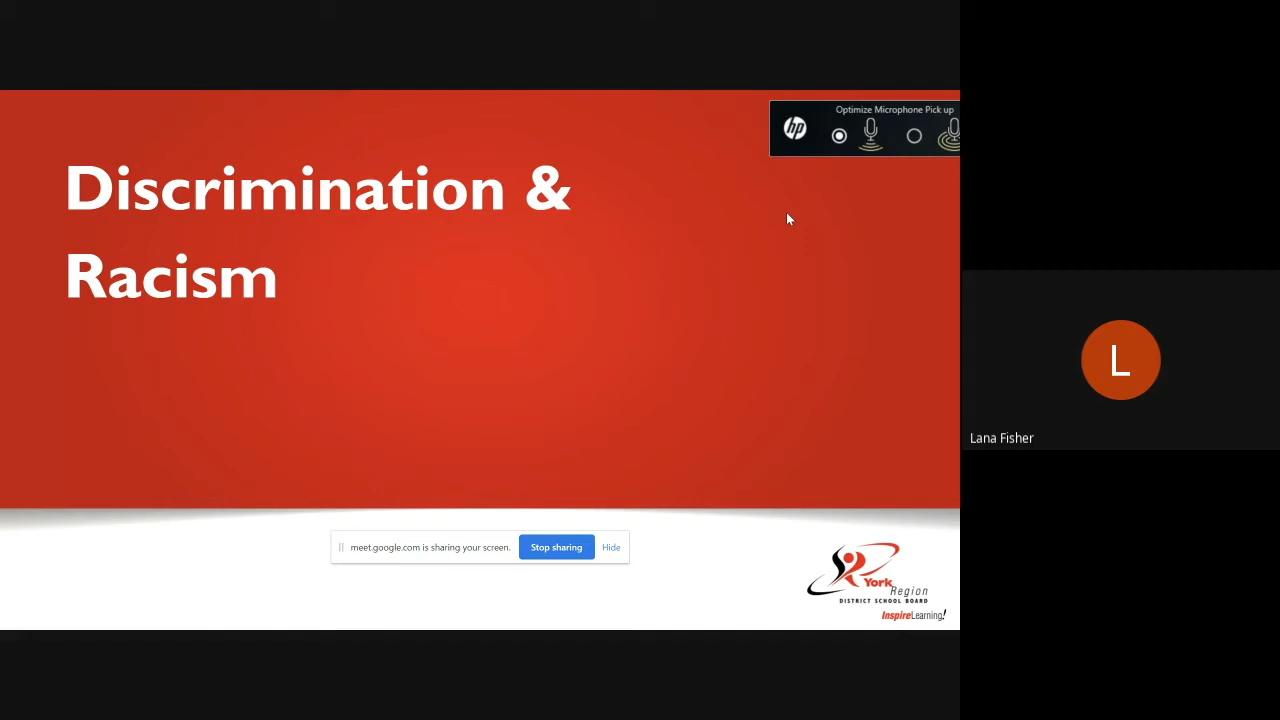 Optimize Microphone Pick up
hp
Discrimination &
Racism
L
Lana Fisher
meet.google.com is sharing your screen.
Stop sharing
Hide
York
Region
DISTRICT SCHOOL BOARD
InspireLearning!